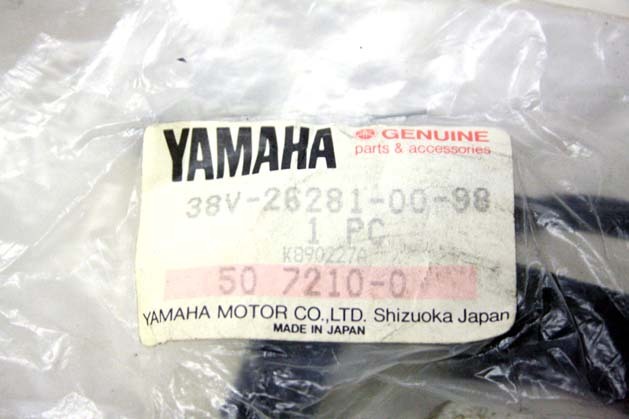 YAMAHA
GENUINE
parts & accessories
38V-26281-00-98
1 PC
K890227A
50 7210-0
YAMAHA MOTOR CO.,LTD. Shizuoka Japan
MADE IN JAPAN